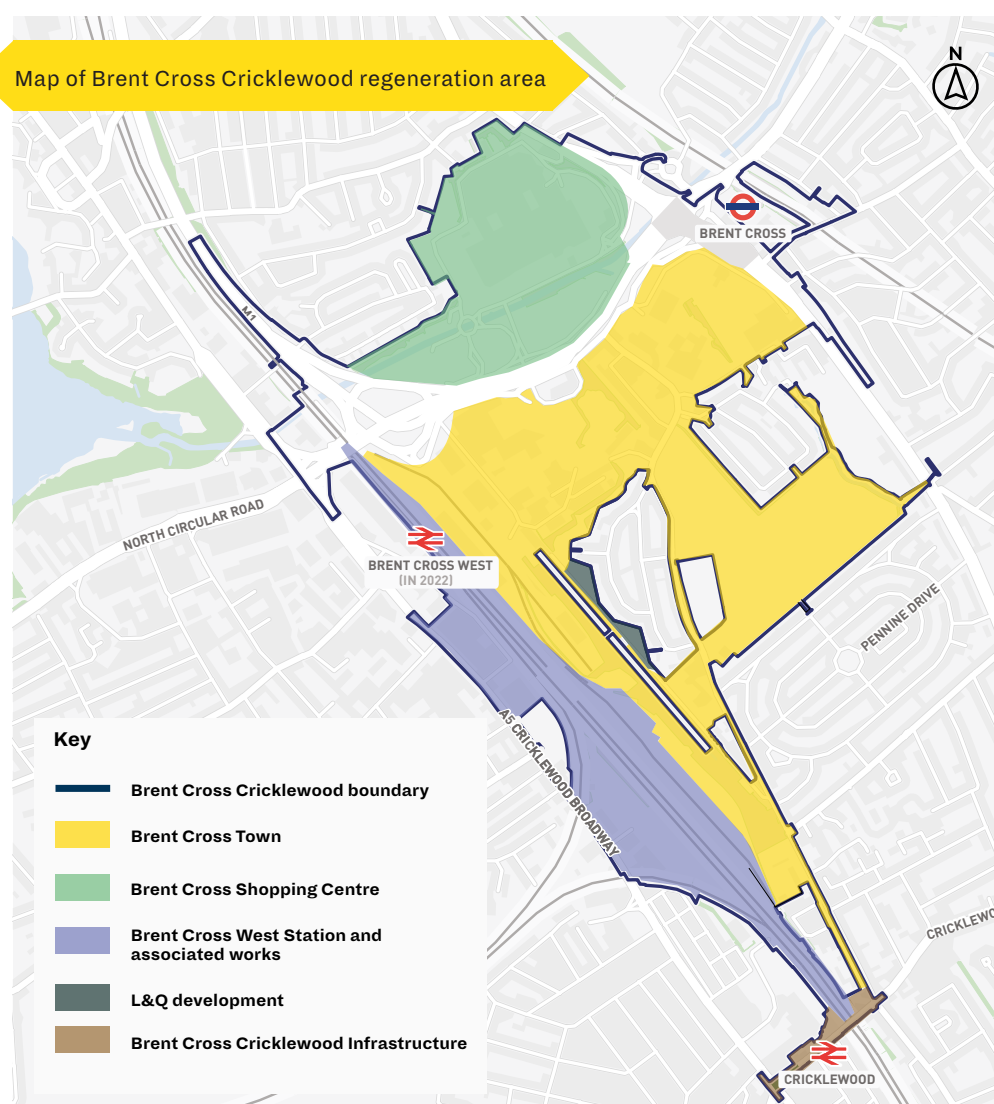 Map of Brent Cross Cricklewood regeneration area
N
BRENT CROSS
M1
NORTH CIRCULAR ROAD
BRENT CROSS WEST
(IN 2022)
PENNINE DRIVE
A5 CRICKLEWOOD BROADWAY
Key
Brent Cross Cricklewood boundary
Brent Cross Town
Brent Cross Shopping Centre
Brent Cross West Station and
associated works
L&Q development
Brent Cross Cricklewood Infrastructure
CRICKLEWO
CRICKLEWOOD